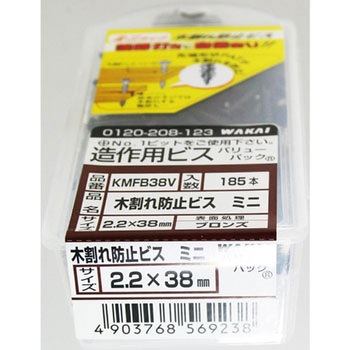 0120-208-123 WAKAI
⊕No.1ビットをご使用下さい。
造作用ビス バリューパック®
品番 KMFB38V 入数 185本
品名 木割れ防止ビス ミニ
サイズ 2.2×38mm 表面処理 ブロンズ
木割れ防止ビス ミニ WAKAI
サイズ 2.2×38mm パック®
4 903768 569238